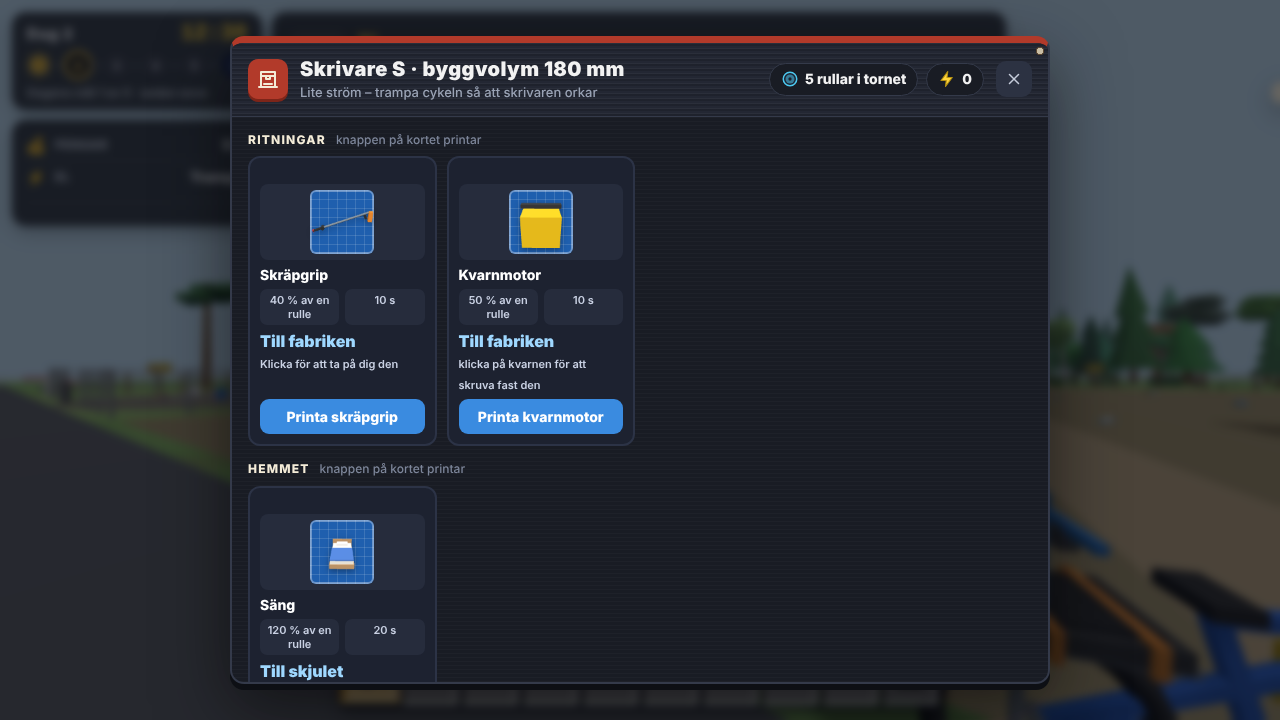 Skrivare S · byggvolym 180 mm
Lite ström – trampa cykeln så att skrivaren orkar
5 rullar i tornet
0
RITNINGAR knappen på kortet printar
Skräpgrip
40 % av en
rulle
10 s
Till fabriken
Klicka för att ta på dig den
Printa skräpgrip
Kvarnmotor
50 % av en
rulle
10 s
Till fabriken
klicka på kvarnen för att
skruva fast den
Printa kvarnmotor
HEMMET knappen på kortet printar
Säng
120 % av en
rulle
20 s
Till skjulet